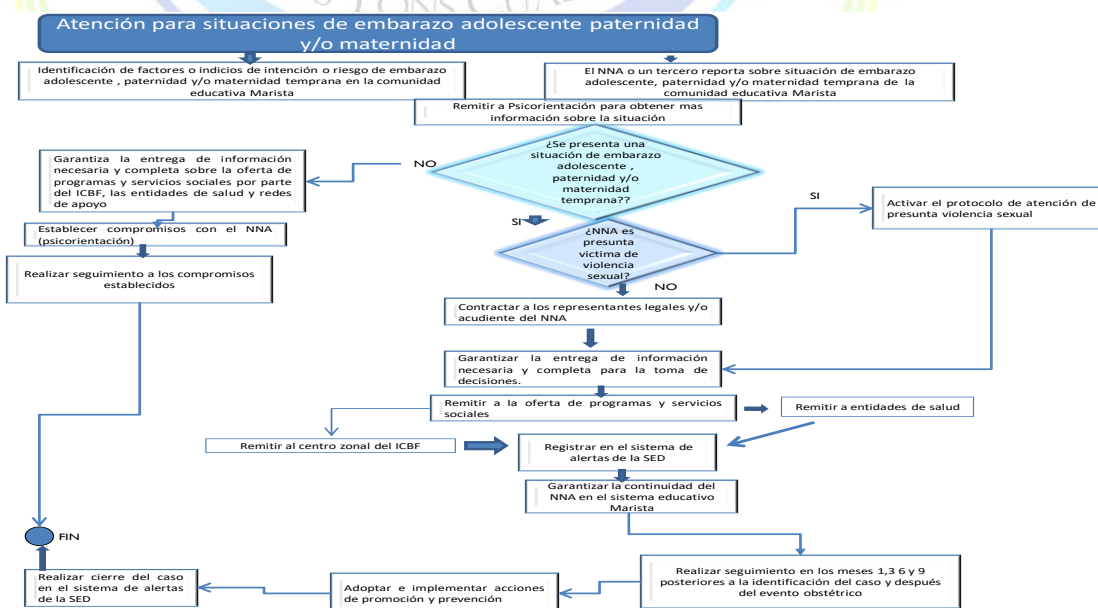 TONS CUAL
Atención para situaciones de embarazo adolescente paternidad
y/o maternidad
Identificación de factores o indicios de intención o riesgo de embarazo
adolescente , paternidad y/o maternidad temprana en la comunidad
educativa Marista
El NNA o un tercero reporta sobre situación de embarazo
adolescente, paternidad y/o maternidad temprana de la
comunidad educativa Marista
Remitir a Psicorientación para obtener mas
información sobre la situación
¿Se presenta una
situación de embarazo
adolescente ,
paternidad y/o
maternidad
temprana??
NO
Garantiza la entrega de información
necesaria y completa sobre la oferta de
programas y servicios sociales por parte
del ICBF, las entidades de salud y redes
de apoyo
Establecer compromisos con el NNA
(psicorientación)
Realizar seguimiento a los compromisos
establecidos
SI
¿NNA es
presunta
victima de
violencia
sexual?
SI
Activar el protocolo de atención de
presunta violencia sexual
NO
Contractar a los representantes legales y/o
acudiente del NNA
Garantizar la entrega de información
necesaria y completa para la toma de
decisiones.
Remitir a la oferta de programas y servicios
sociales
Remitir a entidades de salud
Remitir al centro zonal del ICBF
Registrar en el sistema de
alertas de la SED
Garantizar la continuidad del
NNA en el sistema educativo
Marista
FIN
Realizar cierre del caso
en el sistema de alertas
de la SED
Adoptar e implementar acciones
de promoción y prevención
Realizar seguimiento en los meses 1,3 6 y 9
posteriores a la identificación del caso y después
del evento obstétrico